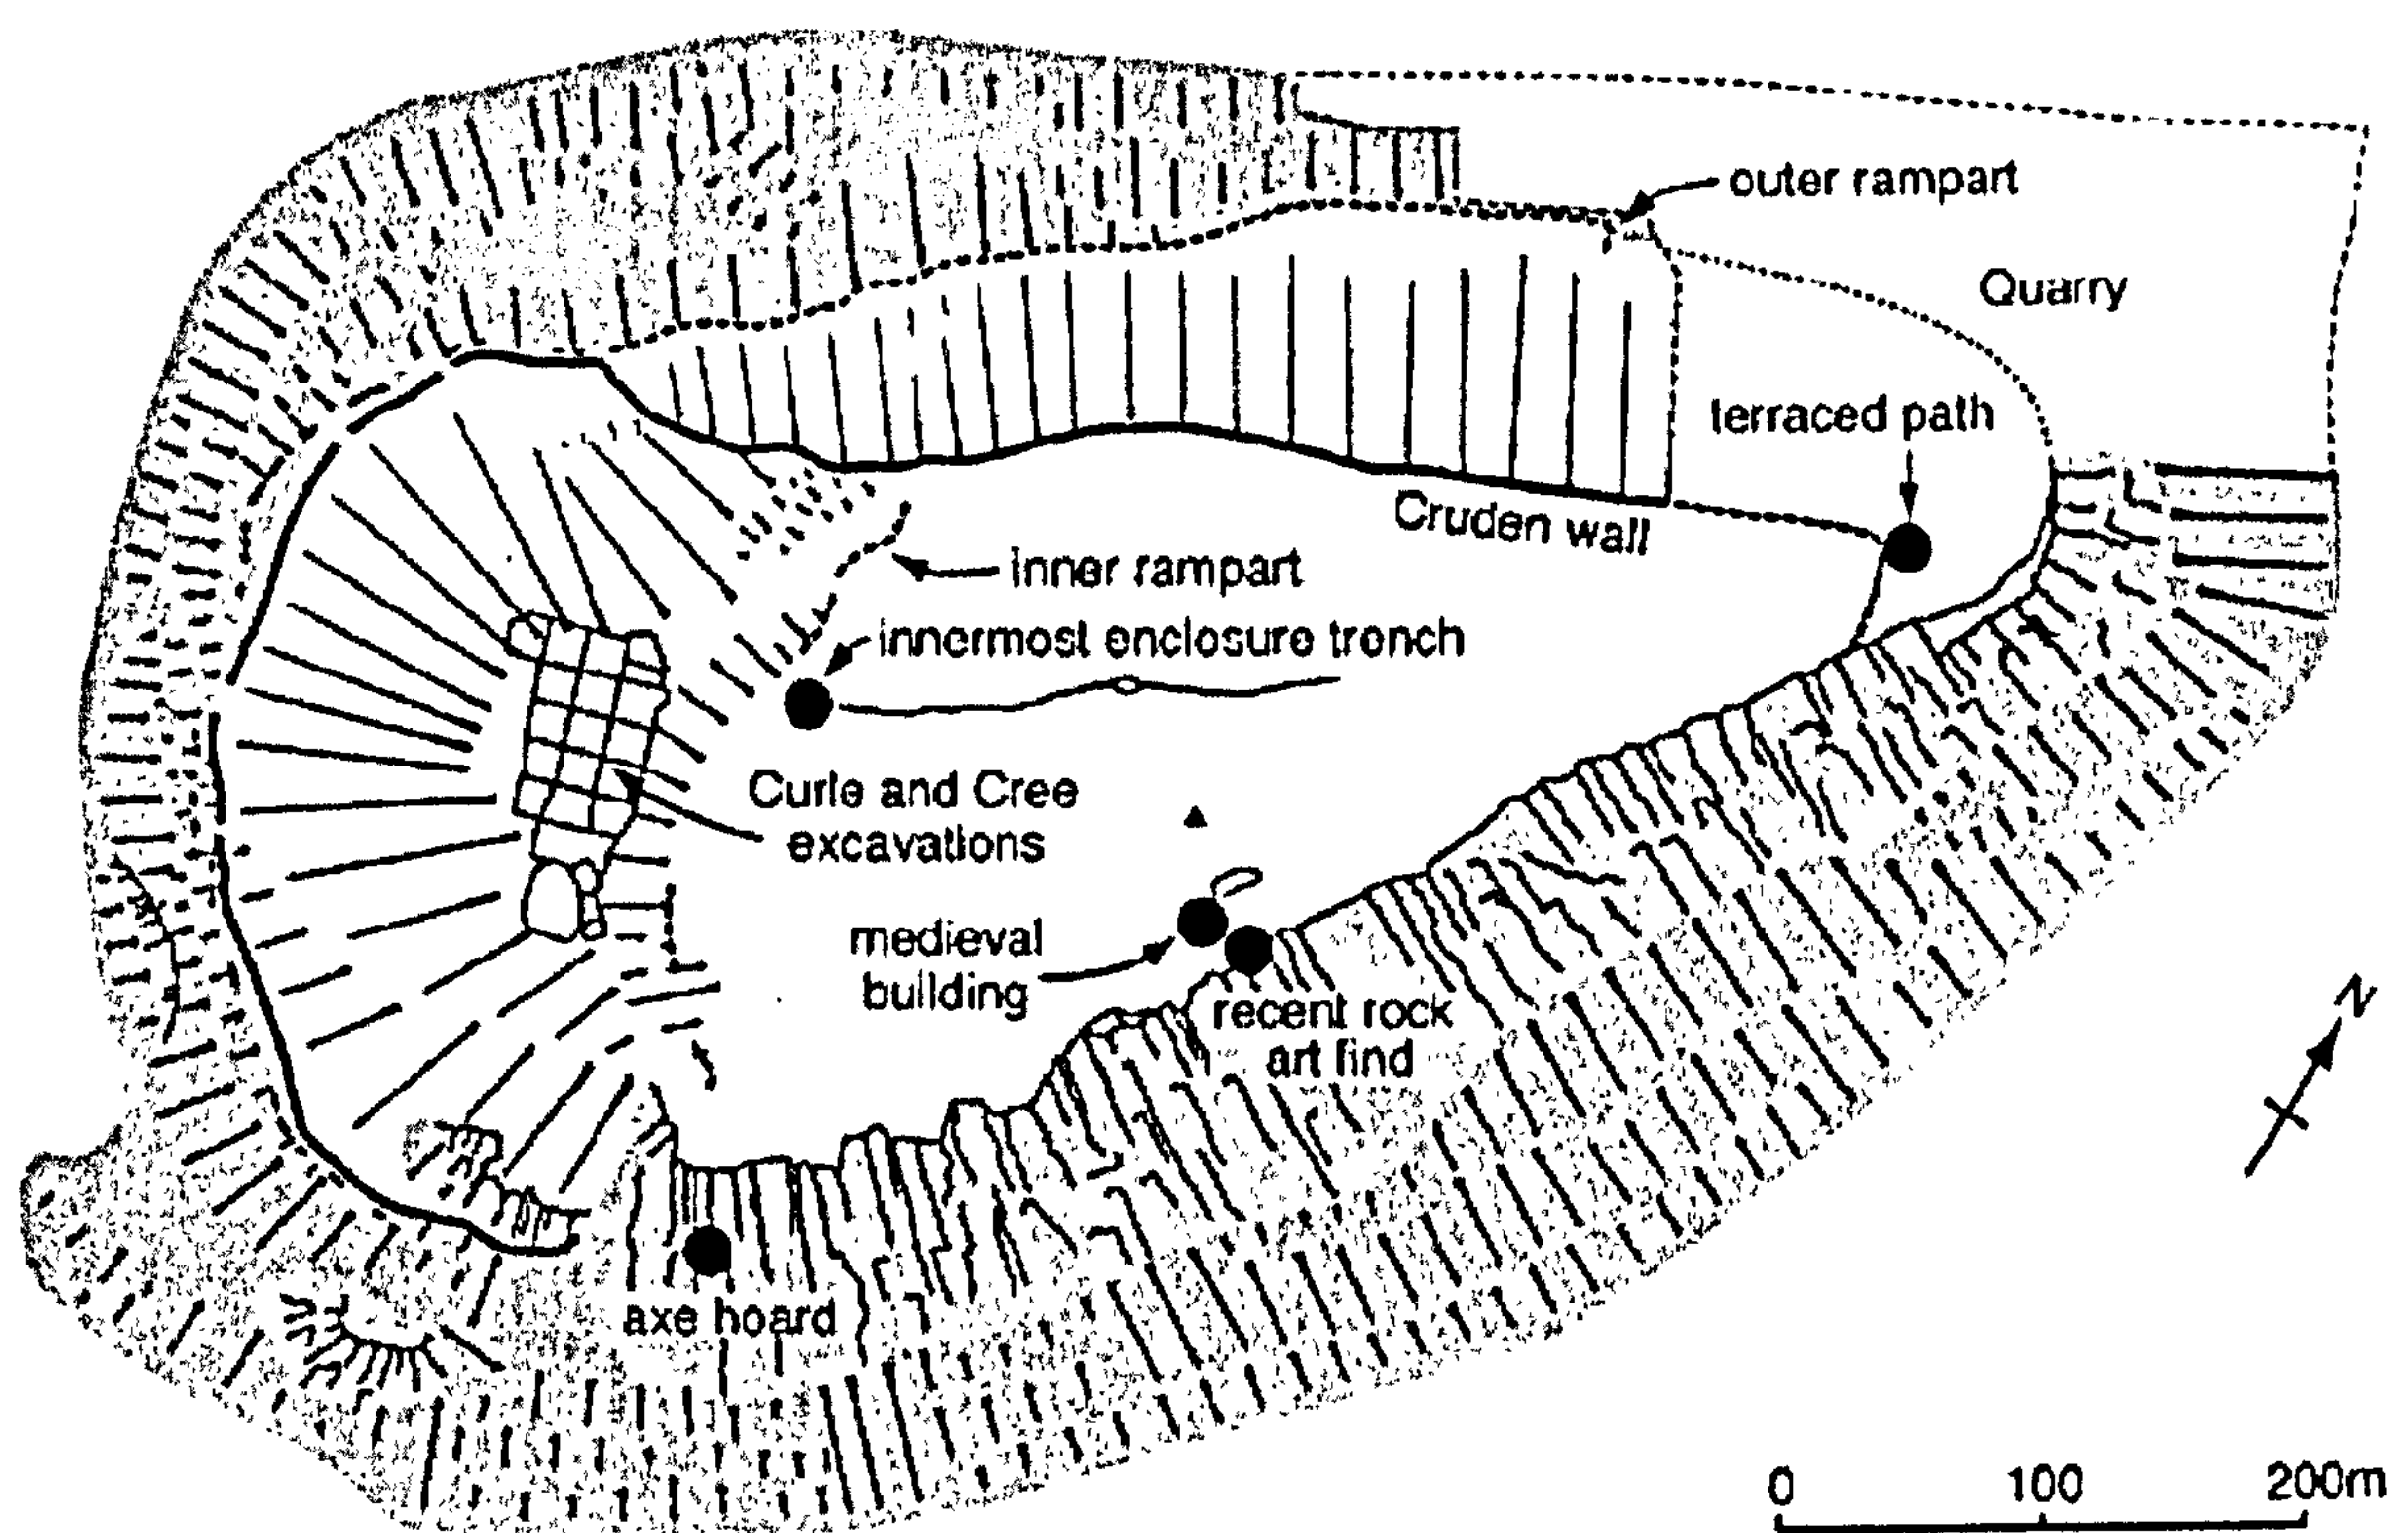 outer rampart
Quarry
terraced path
Cruden wall
inner rampart
innermost enclosure trench
Curle and Cree
excavations
medieval
building
recent rock
art find
N
axe hoard
0 100 200m